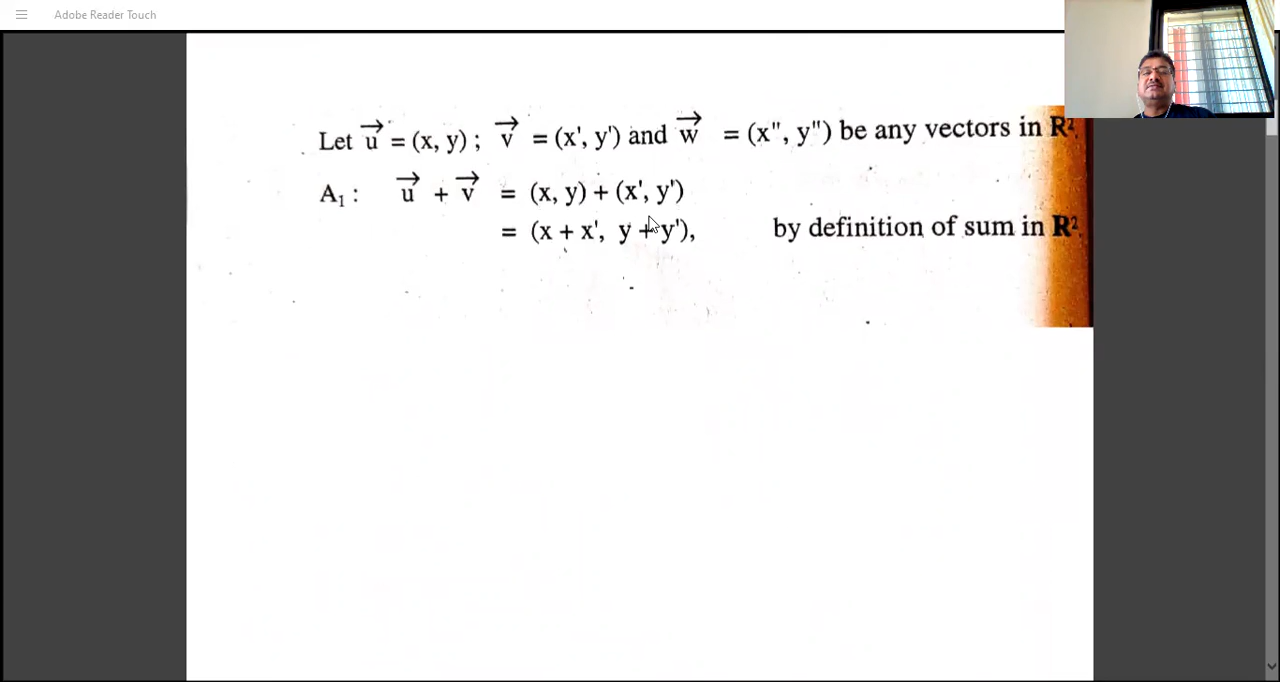 Adobe Reader Touch
Let u⃗ = (x, y) ; v⃗ = (x', y') and w⃗ = (x", y") be any vectors in R².
A₁ : u⃗ + v⃗ = (x, y) + (x', y')
= (x + x', y + y'), by definition of sum in R².